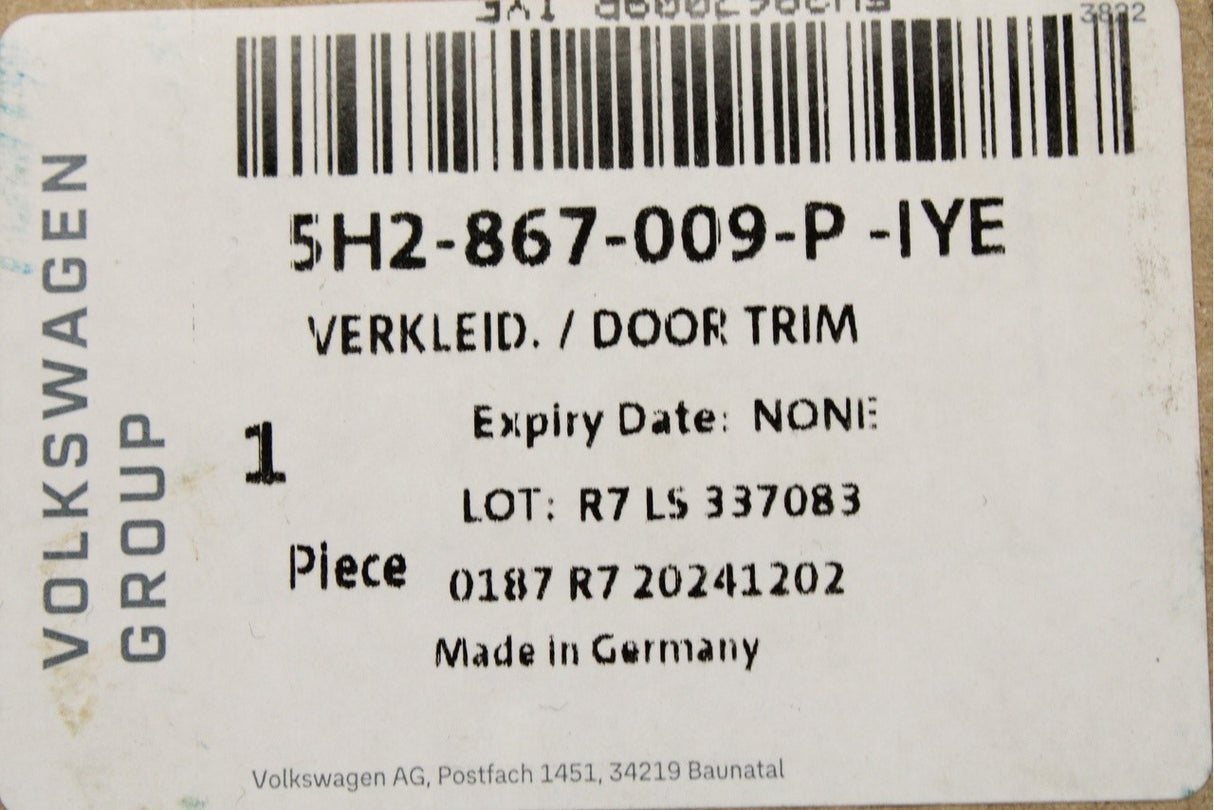 3822
5H2-867-009-P -IYE
VERKLEID. / DOOR TRIM
Expiry Date: NONE
1
LOT: R7 LS 337083
Piece
0187 R7 20241202
Made in Germany
VOLKSWAGEN
GROUP
Volkswagen AG, Postfach 1451, 34219 Baunatal